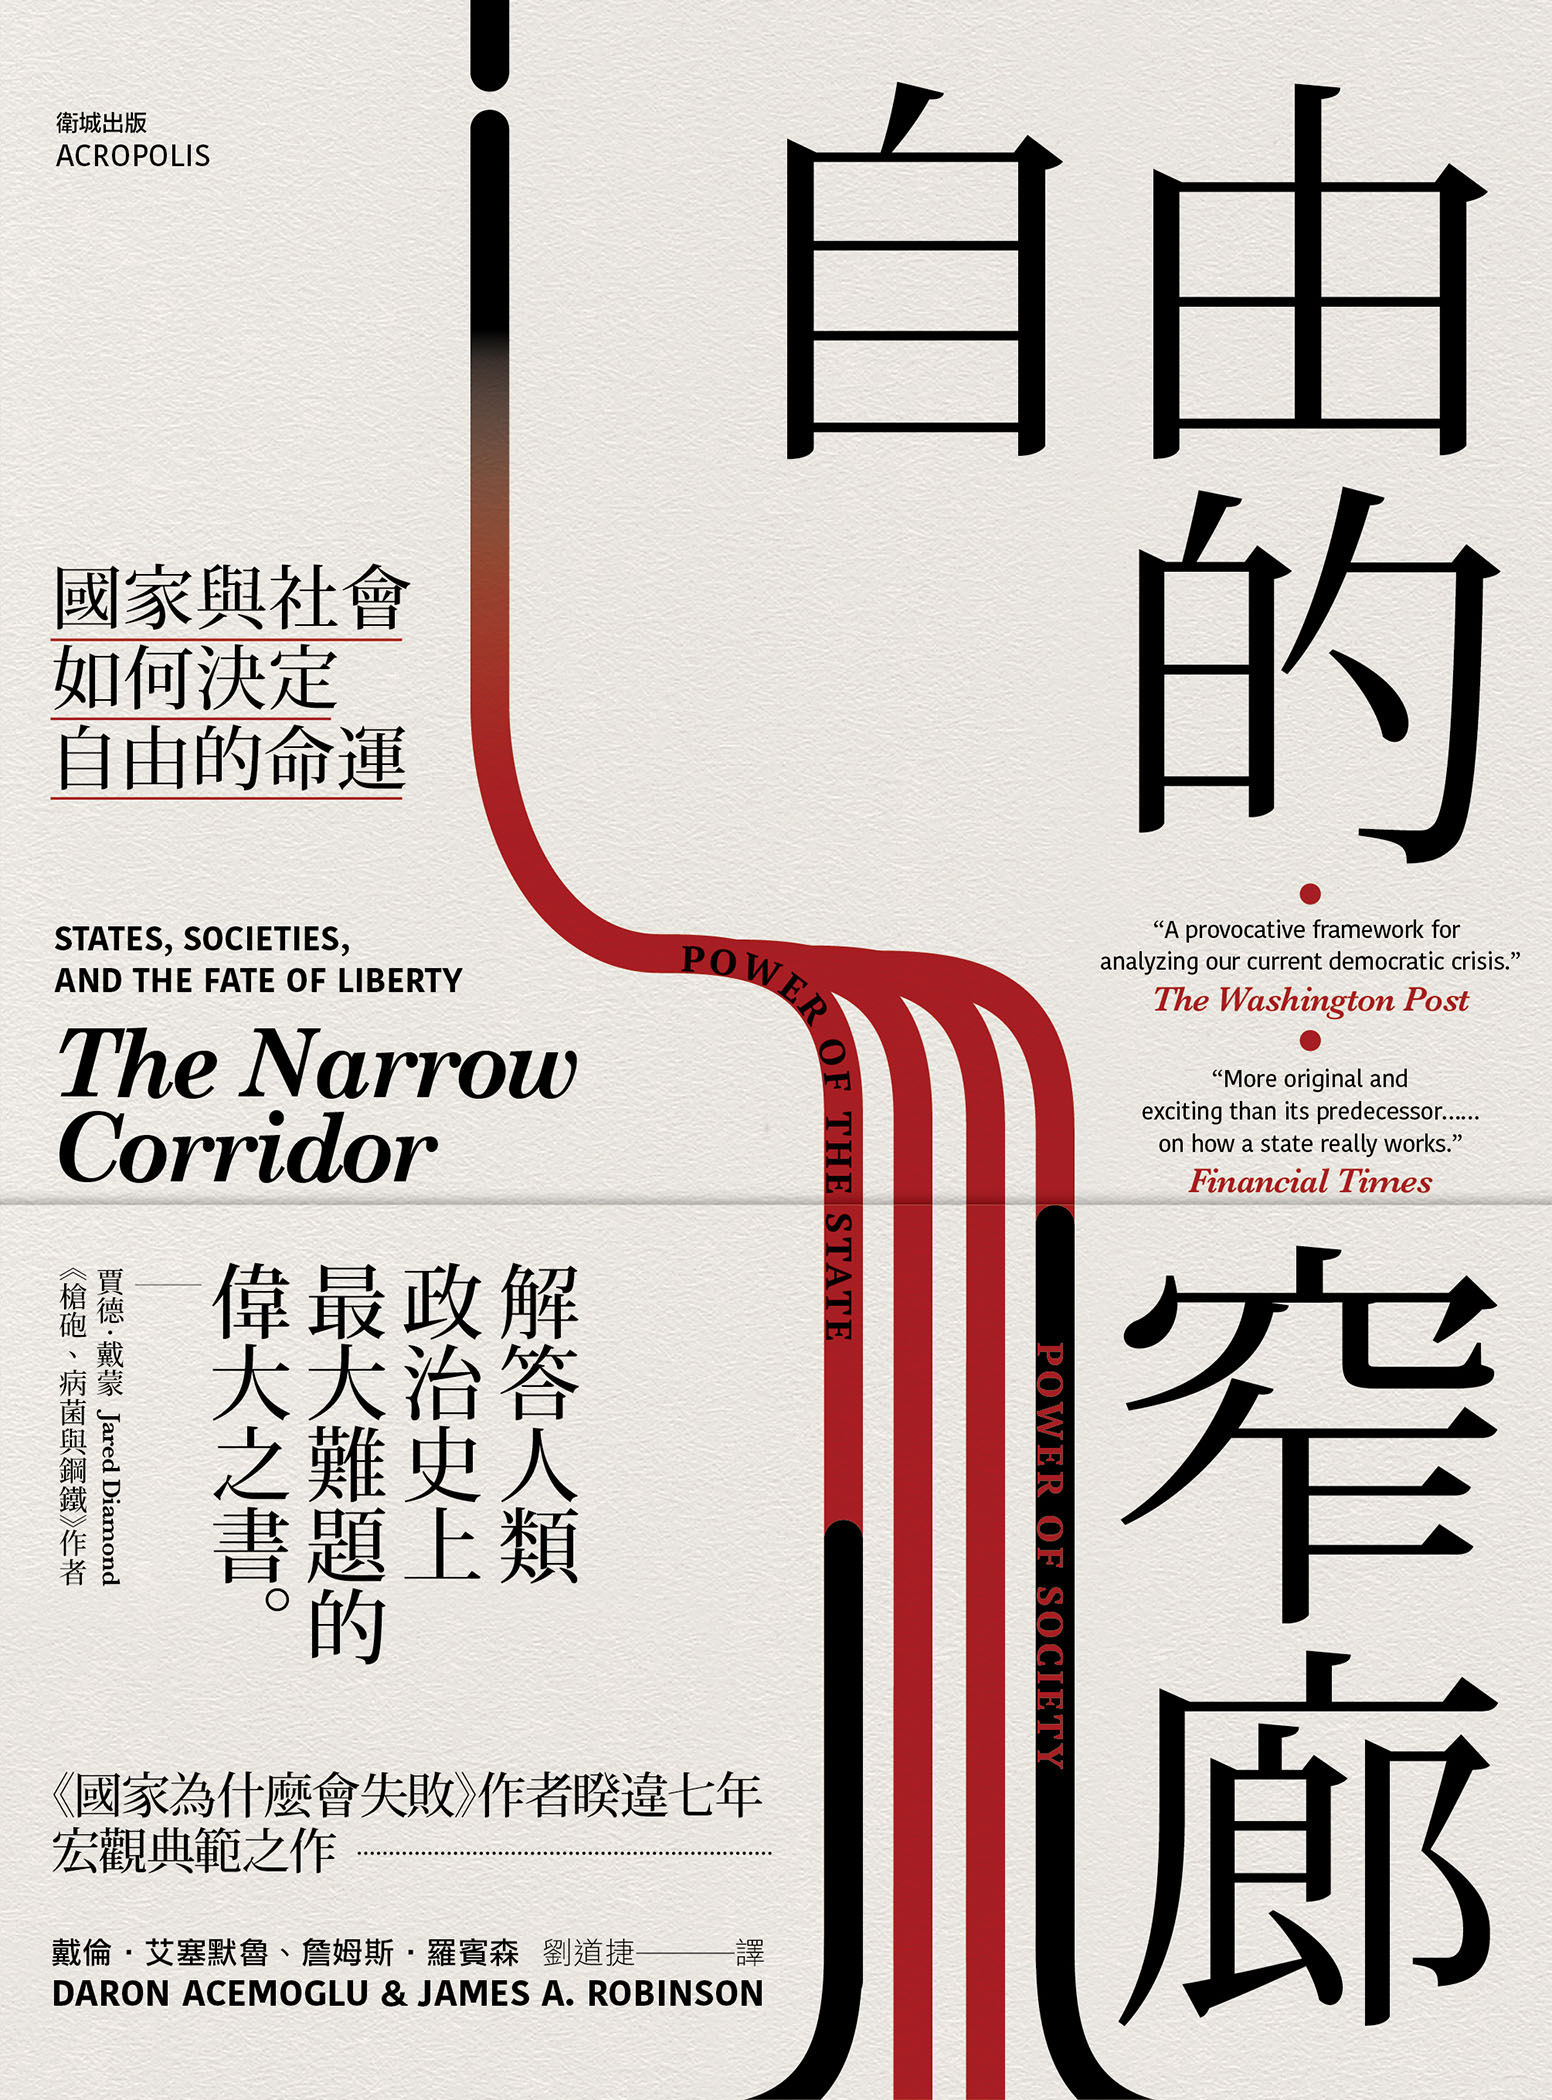 衛城出版
ACROPOLIS
自由
的
窄
廊
國家與社會
如何決定
自由的命運
STATES, SOCIETIES,
AND THE FATE OF LIBERTY
The Narrow
Corridor
“A provocative framework for
analyzing our current democratic crisis.”
The Washington Post
“More original and
exciting than its predecessor……
on how a state really works.”
Financial Times
POWER OF THE STATE
POWER OF SOCIETY
解答人類
政治史上
最大難題的
偉大之書。
——賈德・戴蒙 Jared Diamond
《槍砲、病菌與鋼鐵》作者
《國家為什麼會失敗》作者睽違七年
宏觀典範之作
戴倫・艾塞默魯、詹姆斯・羅賓森 劉道捷——譯
DARON ACEMOGLU & JAMES A. ROBINSON